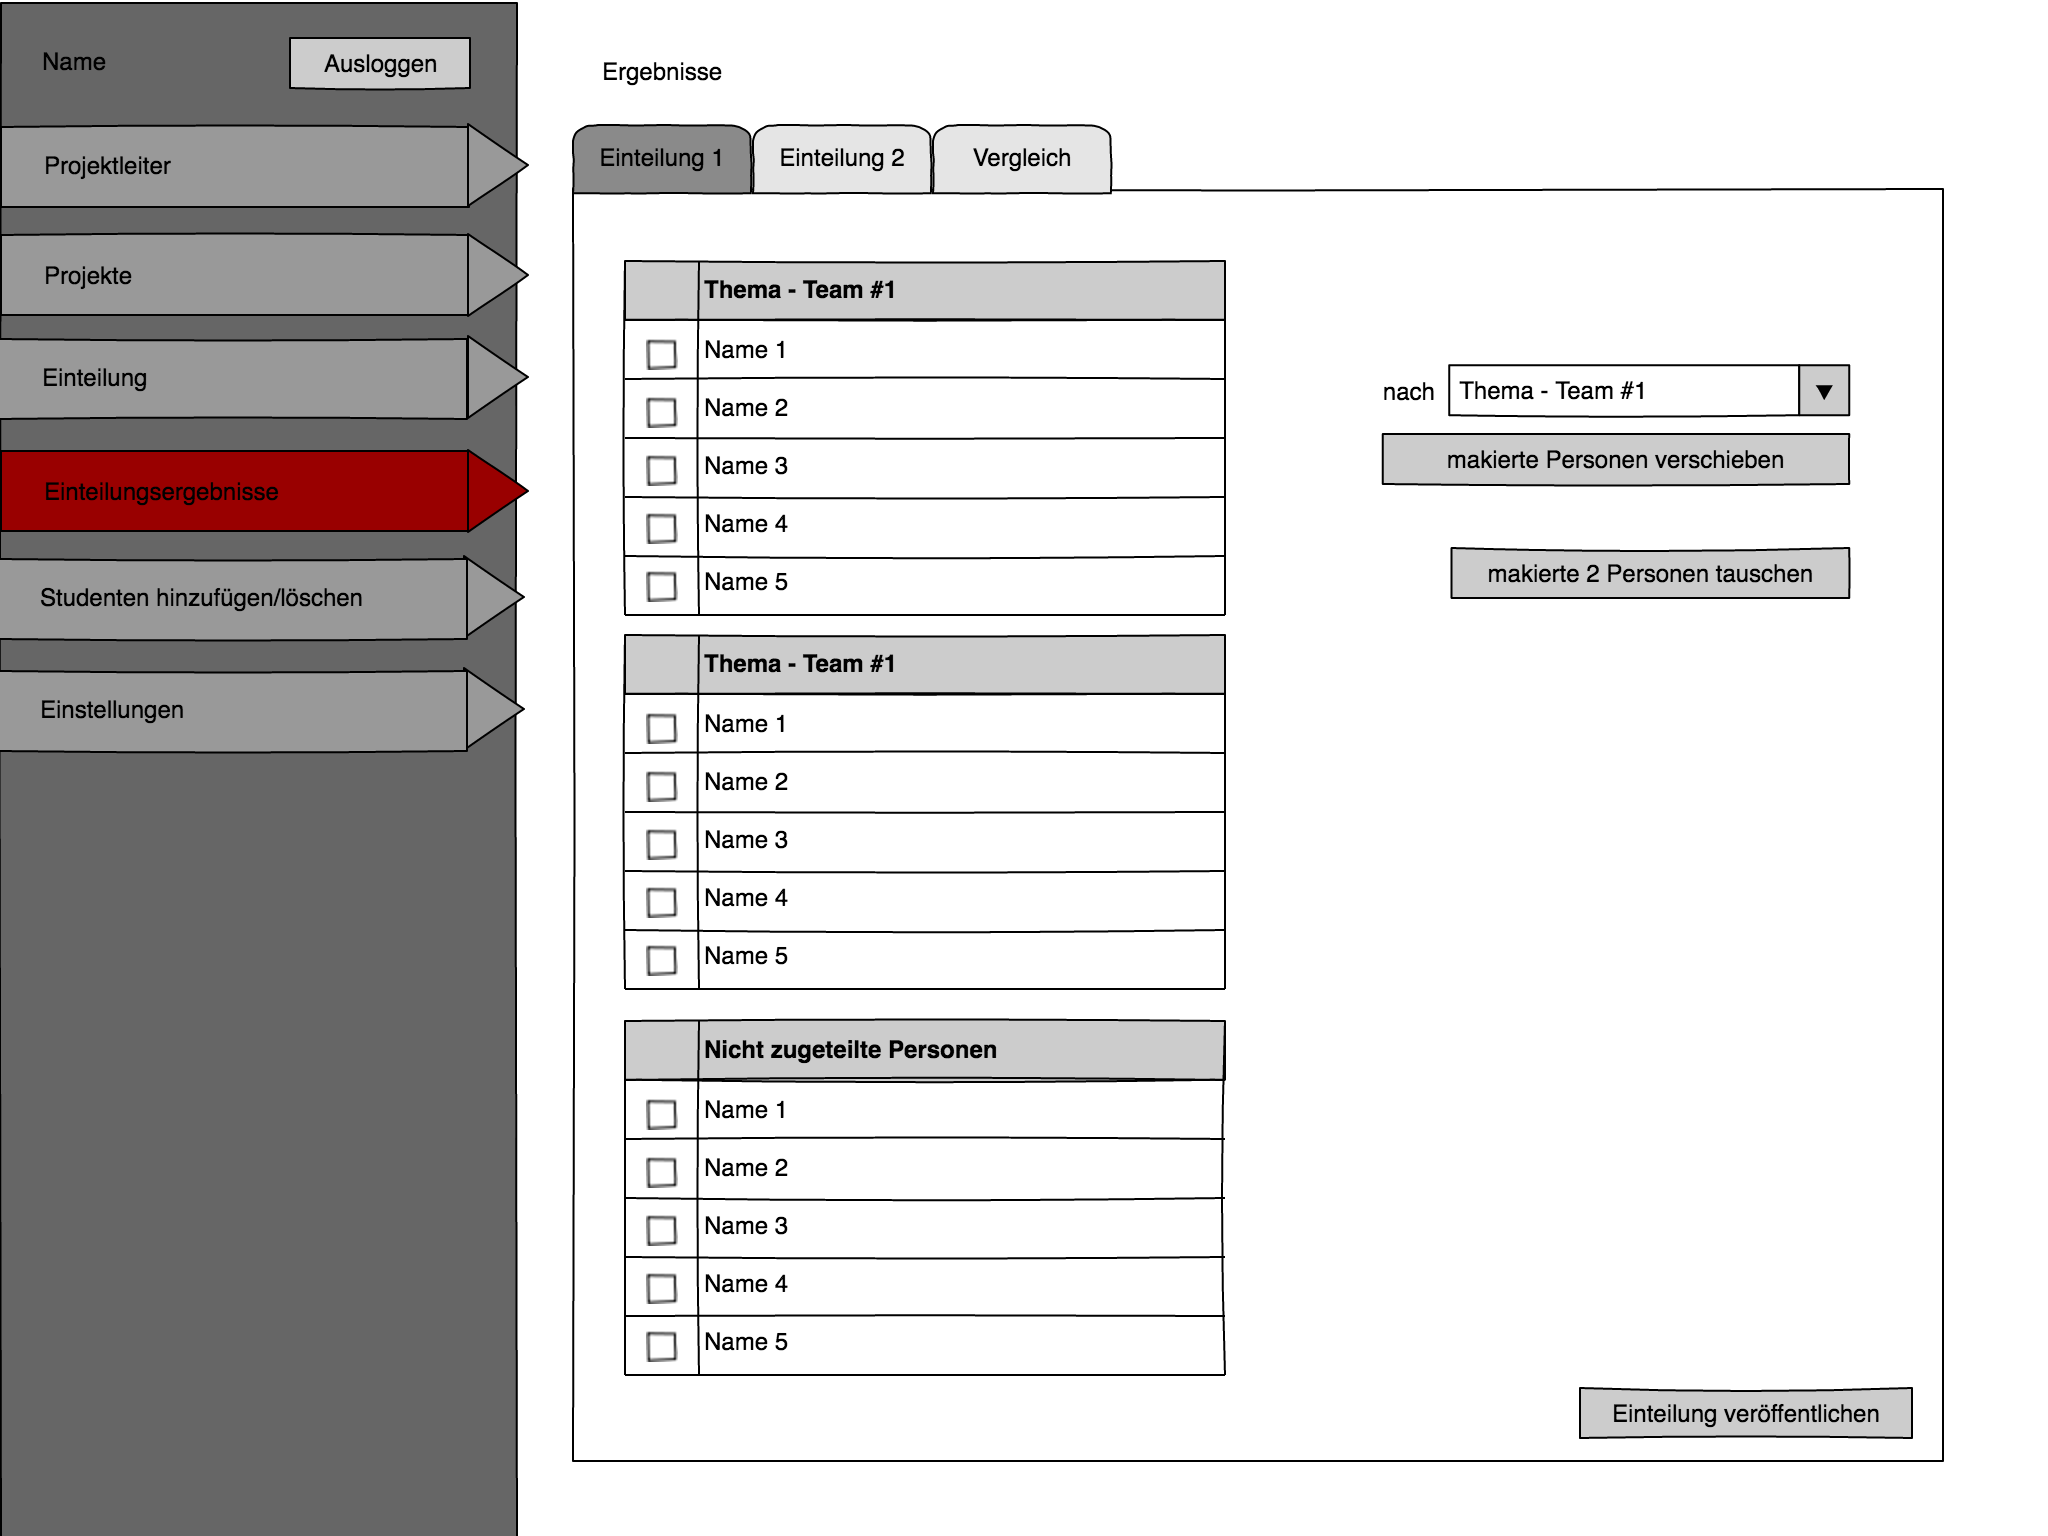 Name
Ausloggen
Projektleiter
Projekte
Einteilung
Einteilungsergebnisse
Studenten hinzufügen/löschen
Einstellungen
Ergebnisse
Einteilung 1
Einteilung 2
Vergleich
Thema - Team #1
Name 1
Name 2
Name 3
Name 4
Name 5
Thema - Team #1
Name 1
Name 2
Name 3
Name 4
Name 5
Nicht zugeteilte Personen
Name 1
Name 2
Name 3
Name 4
Name 5
nach
Thema - Team #1
makierte Personen verschieben
makierte 2 Personen tauschen
Einteilung veröffentlichen